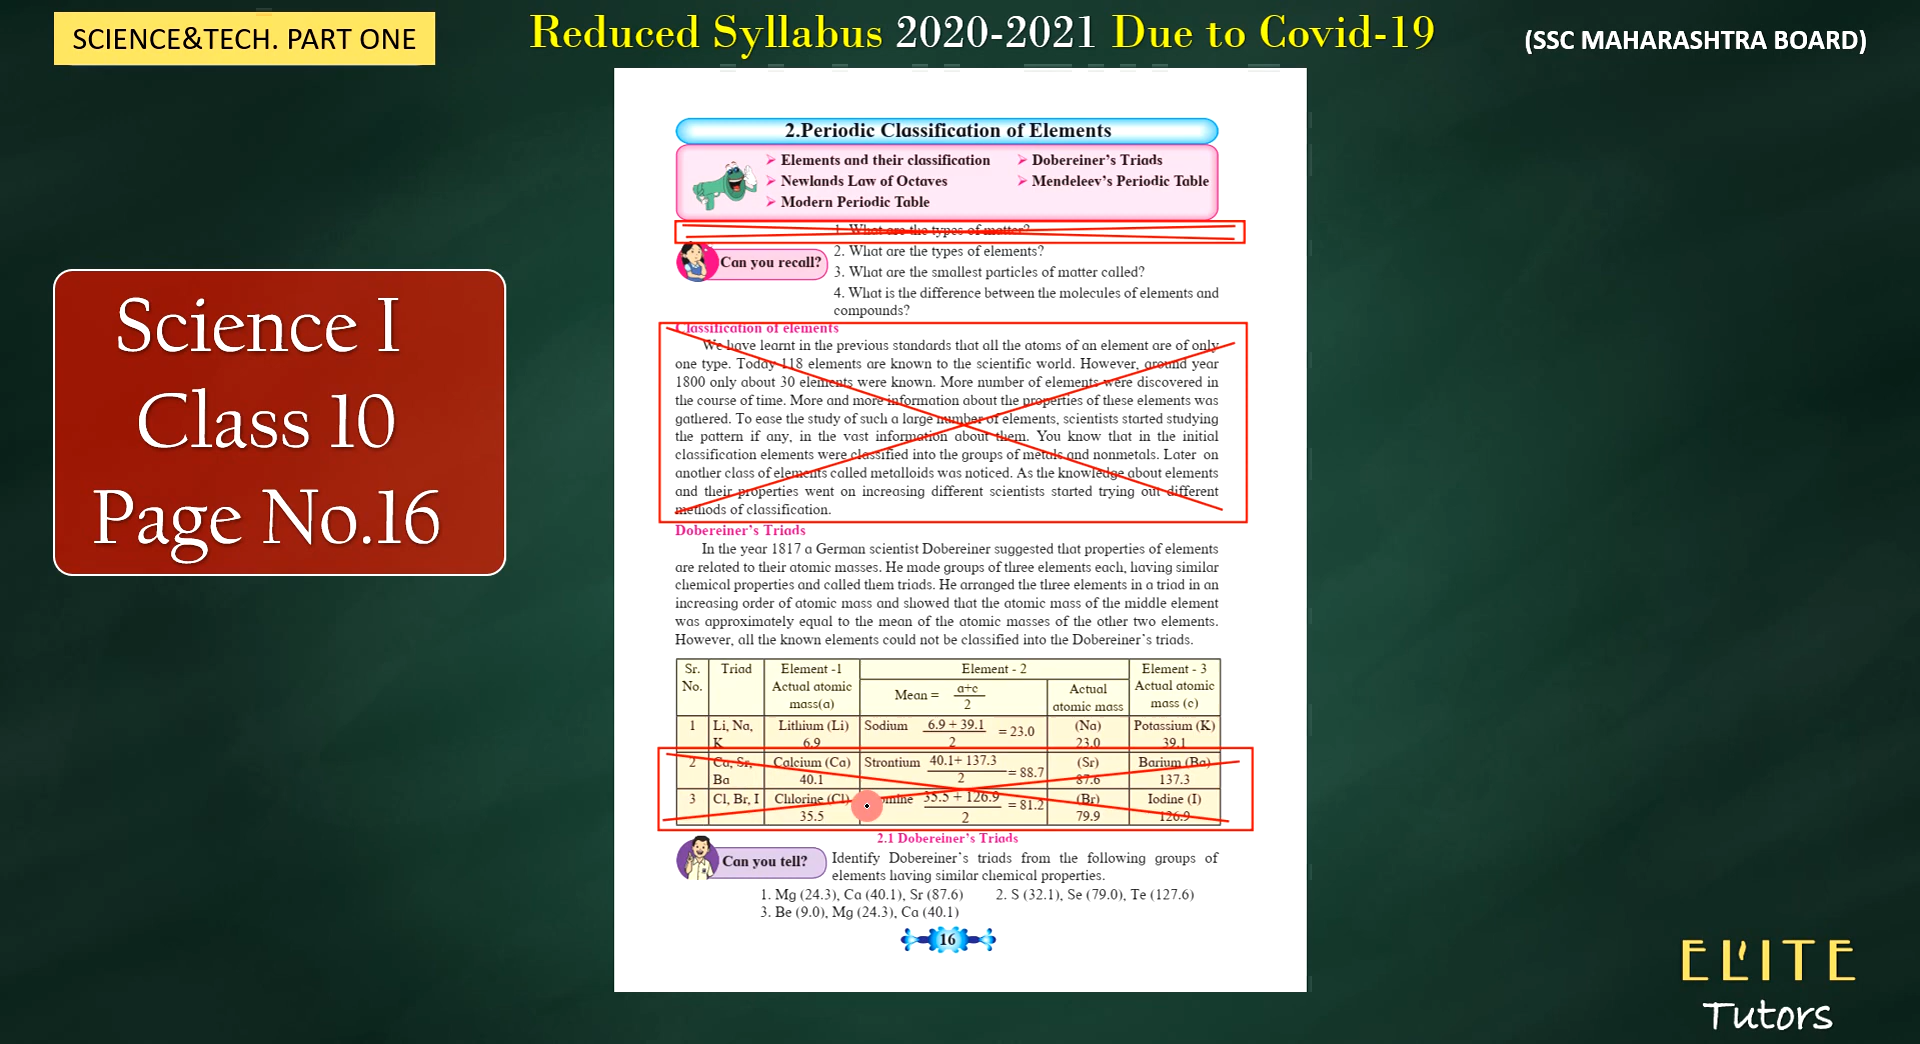 SCIENCE&TECH. PART ONE
Reduced Syllabus 2020-2021 Due to Covid-19
(SSC MAHARASHTRA BOARD)
Science I
Class 10
Page No.16
2.Periodic Classification of Elements
➢ Elements and their classification ➢ Dobereiner's Triads
➢ Newlands Law of Octaves ➢ Mendeleev's Periodic Table
➢ Modern Periodic Table
1. What are the types of matter?
Can you recall?
2. What are the types of elements?
3. What are the smallest particles of matter called?
4. What is the difference between the molecules of elements and
compounds?
Classification of elements
We have learnt in the previous standards that all the atoms of an element are of only
one type. Today 118 elements are known to the scientific world. However, around year
1800 only about 30 elements were known. More number of elements were discovered in
the course of time. More and more information about the properties of these elements was
gathered. To ease the study of such a large number of elements, scientists started studying
the pattern if any, in the vast information about them. You know that in the initial
classification elements were classified into the groups of metals and nonmetals. Later on
another class of elements called metalloids was noticed. As the knowledge about elements
and their properties went on increasing different scientists started trying out different
methods of classification.
Dobereiner's Triads
In the year 1817 a German scientist Dobereiner suggested that properties of elements
are related to their atomic masses. He made groups of three elements each, having similar
chemical properties and called them triads. He arranged the three elements in a triad in an
increasing order of atomic mass and showed that the atomic mass of the middle element
was approximately equal to the mean of the atomic masses of the other two elements.
However, all the known elements could not be classified into the Dobereiner's triads.
Sr. No. Triad Element -1 Actual atomic mass(a) Element - 2 Element - 3 Actual atomic mass (c)
Mean = a+c / 2 Actual atomic mass
1 Li, Na, K Lithium (Li) 6.9 Sodium 6.9 + 39.1 / 2 = 23.0 (Na) 23.0 Potassium (K) 39.1
2 Ca, Sr, Ba Calcium (Ca) 40.1 Strontium 40.1+ 137.3 / 2 = 88.7 (Sr) 87.6 Barium (Ba) 137.3
3 Cl, Br, I Chlorine (Cl) 35.5 omine 35.5 + 126.9 / 2 = 81.2 (Br) 79.9 Iodine (I) 126.9
2.1 Dobereiner's Triads
Can you tell?
Identify Dobereiner's triads from the following groups of
elements having similar chemical properties.
1. Mg (24.3), Ca (40.1), Sr (87.6) 2. S (32.1), Se (79.0), Te (127.6)
3. Be (9.0), Mg (24.3), Ca (40.1)
16
ELITE
Tutors